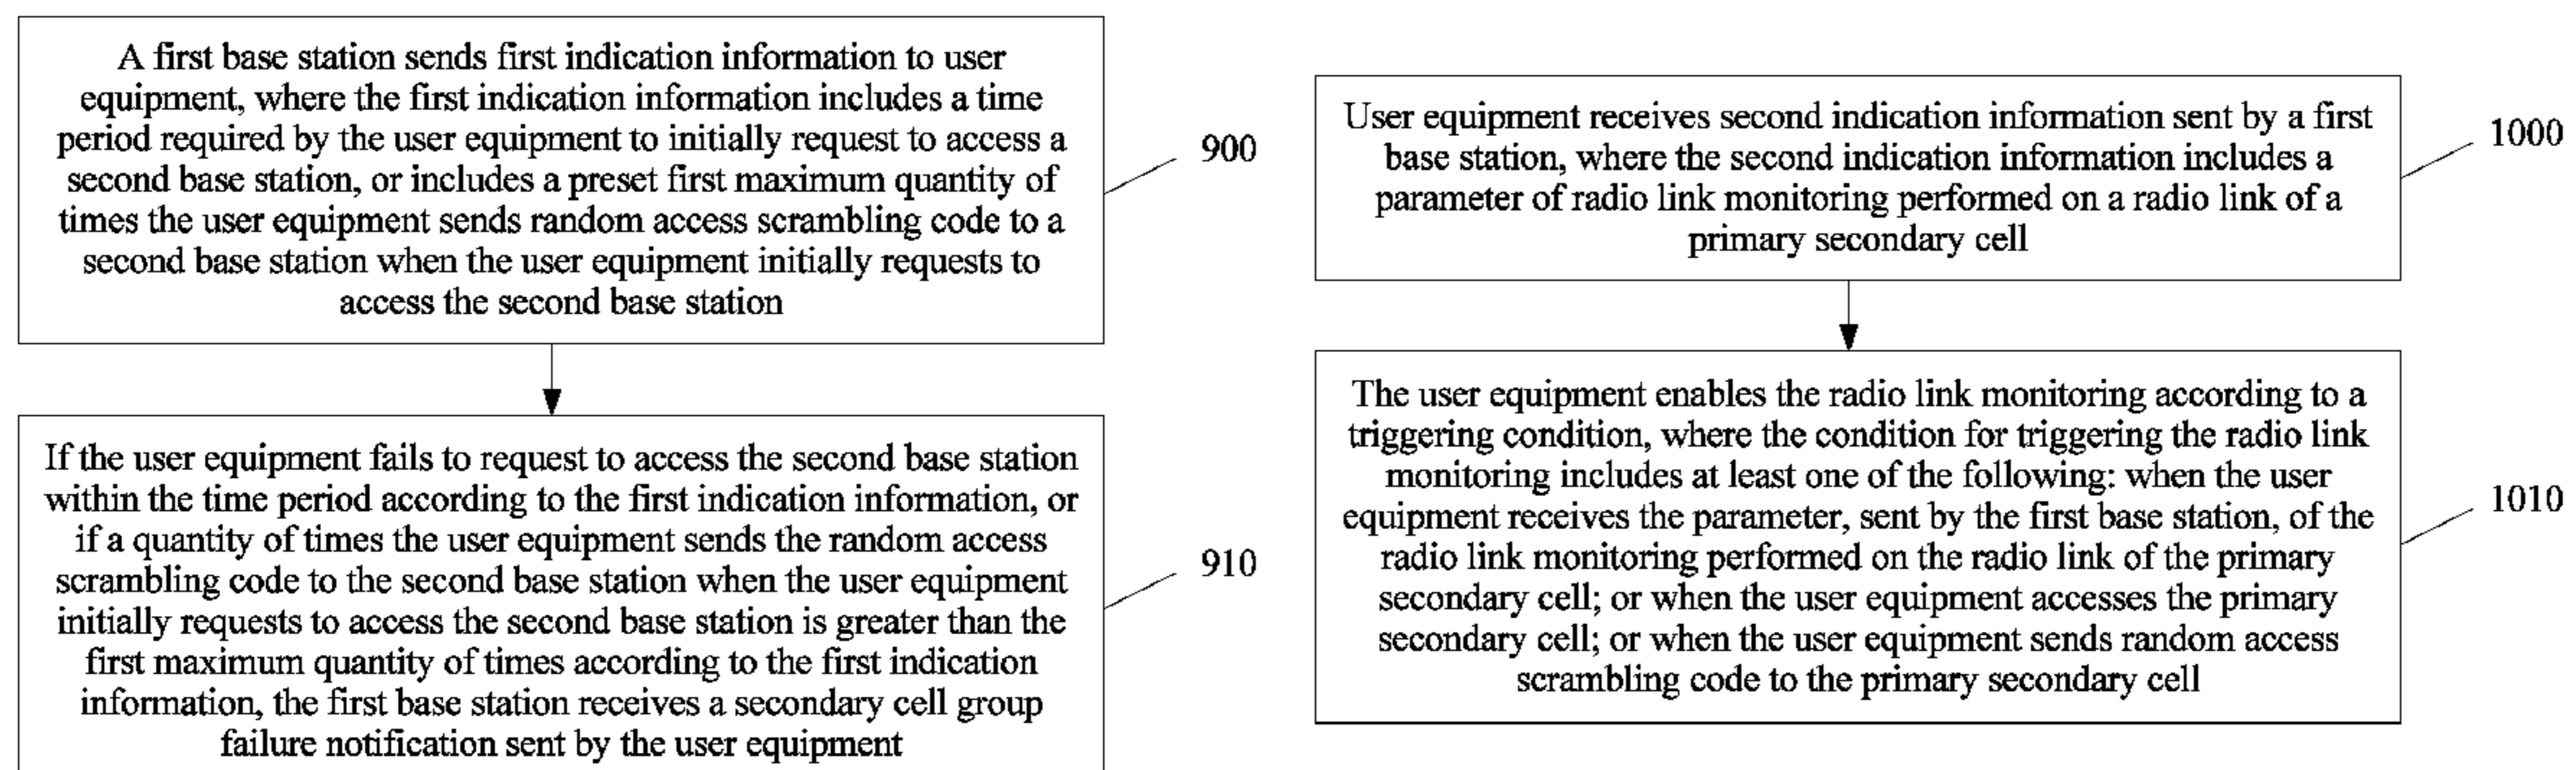 A first base station sends first indication information to user
equipment, where the first indication information includes a time
period required by the user equipment to initially request to access a
second base station, or includes a preset first maximum quantity of
times the user equipment sends random access scrambling code to a
second base station when the user equipment initially requests to
access the second base station
900
If the user equipment fails to request to access the second base station
within the time period according to the first indication information, or
if a quantity of times the user equipment sends the random access
scrambling code to the second base station when the user equipment
initially requests to access the second base station is greater than the
first maximum quantity of times according to the first indication
information, the first base station receives a secondary cell group
failure notification sent by the user equipment
910
User equipment receives second indication information sent by a first
base station, where the second indication information includes a
parameter of radio link monitoring performed on a radio link of a
primary secondary cell
1000
The user equipment enables the radio link monitoring according to a
triggering condition, where the condition for triggering the radio link
monitoring includes at least one of the following: when the user
equipment receives the parameter, sent by the first base station, of the
radio link monitoring performed on the radio link of the primary
secondary cell; or when the user equipment accesses the primary
secondary cell; or when the user equipment sends random access
scrambling code to the primary secondary cell
1010